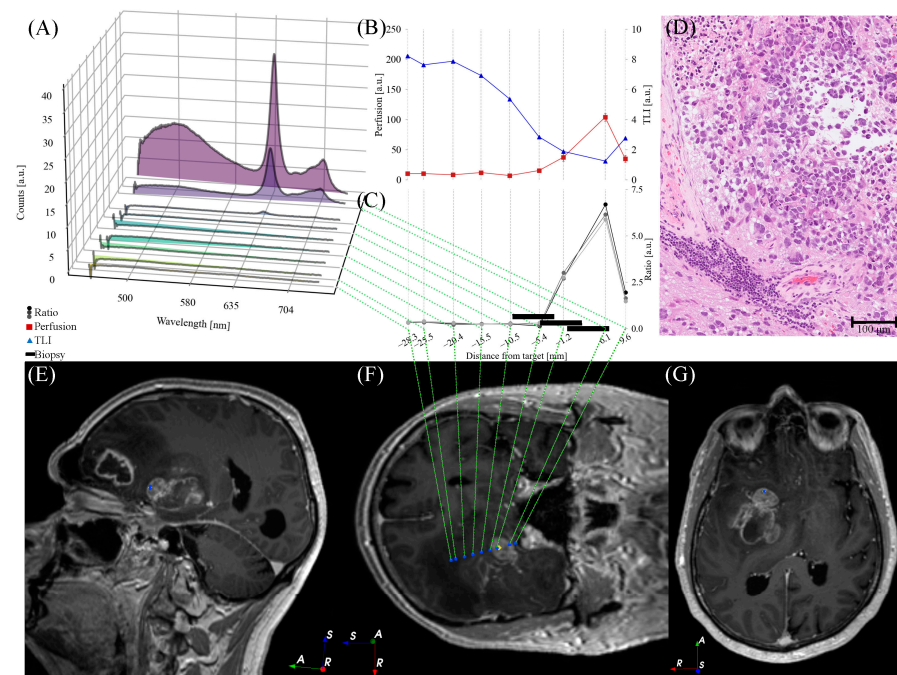 (A)
40
35
30
25
20
15
10
5
0
Counts [a.u.]
500
580
635
704
Wavelength [nm]
Ratio
Perfusion
TLI
Biopsy
(B)
250
200
150
100
50
0
Perfusion [a.u.]
10
8
6
4
2
0
TLI [a.u.]
(C)
7.5
5.0
2.5
0.0
Ratio [a.u.]
−28.3
−25.5
−20.4
−15.5
−10.5
−5.4
−1.2
6.1
9.6
Distance from target [mm]
(D)
100 µm
(E)
S
A
R
(F)
S
A
R
(G)
A
R
S